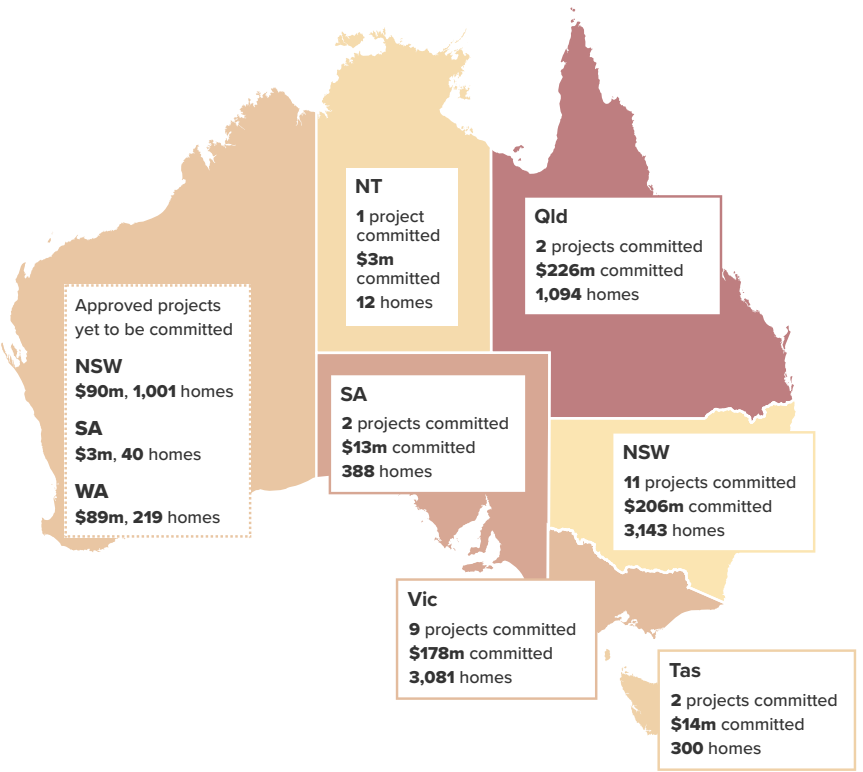 NT
1 project
committed
$3m
committed
12 homes
Qld
2 projects committed
$226m committed
1,094 homes
Approved projects
yet to be committed
NSW
$90m, 1,001 homes
SA
$3m, 40 homes
WA
$89m, 219 homes
SA
2 projects committed
$13m committed
388 homes
NSW
11 projects committed
$206m committed
3,143 homes
Vic
9 projects committed
$178m committed
3,081 homes
Tas
2 projects committed
$14m committed
300 homes